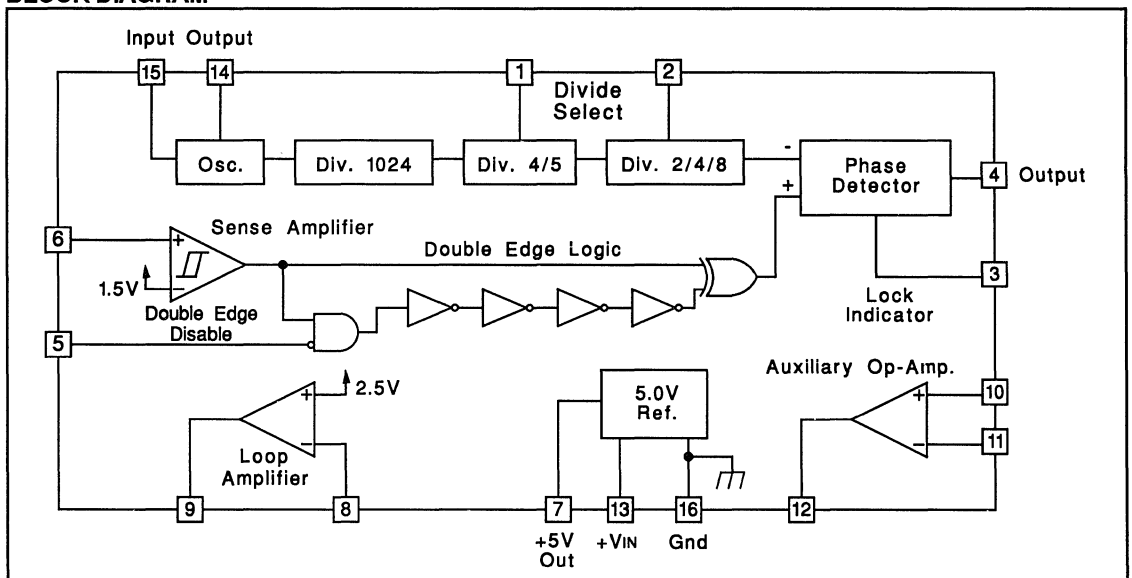 BLOCK DIAGRAM
Input Output
15 14 1 2
Divide
Select
Osc. Div. 1024 Div. 4/5 Div. 2/4/8
-
+
Phase
Detector
4 Output
6
+
Sense Amplifier
Double Edge Logic
3
1.5V
−
Lock
Indicator
Double Edge
Disable
5
Auxiliary Op-Amp.
2.5V
+
−
5.0V
Ref.
+
−
10
11
Loop
Amplifier
9 8 7 13 16 12
+5V
Out
+VIN
Gnd